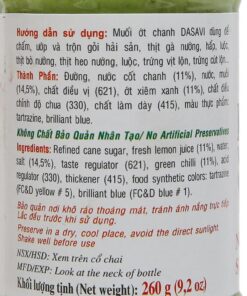 Hướng dẫn sử dụng: Muối ớt chanh DASAVI dùng để
chấm, ướp và trộn gỏi hải sản, thịt gà nướng, hấp, luộc,
thịt bò nướng, thịt heo nướng, luộc, trứng vịt lộn, trứng cút lộn...
Thành Phần: Đường, nước cốt chanh (11%), nước, muối
(14,5%), chất điều vị (621), ớt xiêm xanh (11%), chất điều
chỉnh độ chua (330), chất làm dày (415), màu thực phẩm:
tartrazine, brilliant blue.
Không Chất Bảo Quản Nhân Tạo/ No Artificial Preservatives
Ingredients: Refined cane sugar, fresh lemon juice (11%), water,
salt (14,5%), taste regulator (621), green chilli (11%), acid
regulator (330), thickener (415), food synthetic colors: tartrazine
(FC&D yellow # 5), brilliant blue (FC&D blue # 1).
Bảo quản nơi khô ráo thoáng mát, tránh ánh nắng trực tiếp
Lắc đều trước khi sử dụng.
Preserve in a dry, cool place, avoid the direct sunlight.
Shake well before use
NSX/HSD: Xem trên cổ chai
MFD/EXP: Look at the neck of bottle
Khối lượng tịnh (Net weight): 260 g (9,2 oz)